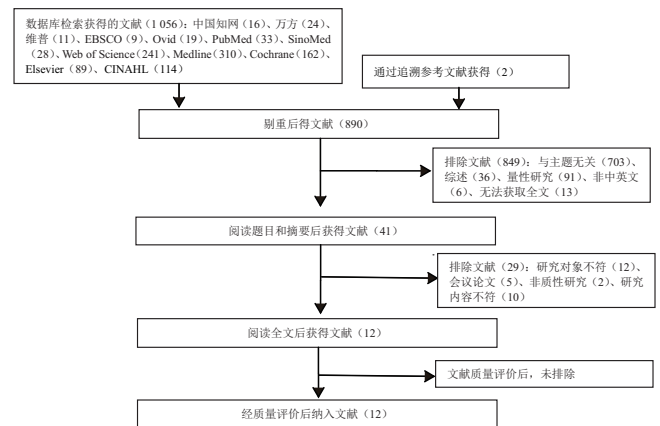 数据库检索获得的文献（1 056）：中国知网（16）、万方（24）、
维普（11）、EBSCO（9）、Ovid（19）、PubMed（33）、SinoMed
（28）、Web of Science（241）、Medline（310）、Cochrane（162）、
Elsevier（89）、CINAHL（114）
通过追溯参考文献获得（2）
剔重后得文献（890）
排除文献（849）：与主题无关（703）、
综述（36）、量性研究（91）、非中英文
（6）、无法获取全文（13）
阅读题目和摘要后获得文献（41）
排除文献（29）：研究对象不符（12）、
会议论文（5）、非质性研究（2）、研究
内容不符（10）
阅读全文后获得文献（12）
文献质量评价后，未排除
经质量评价后纳入文献（12）